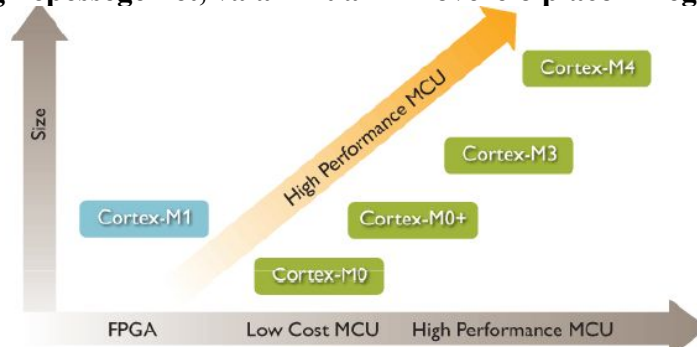 Size
High Performance MCU
Cortex-M4
Cortex-M3
Cortex-M1
Cortex-M0+
Cortex-M0
FPGA
Low Cost MCU
High Performance MCU